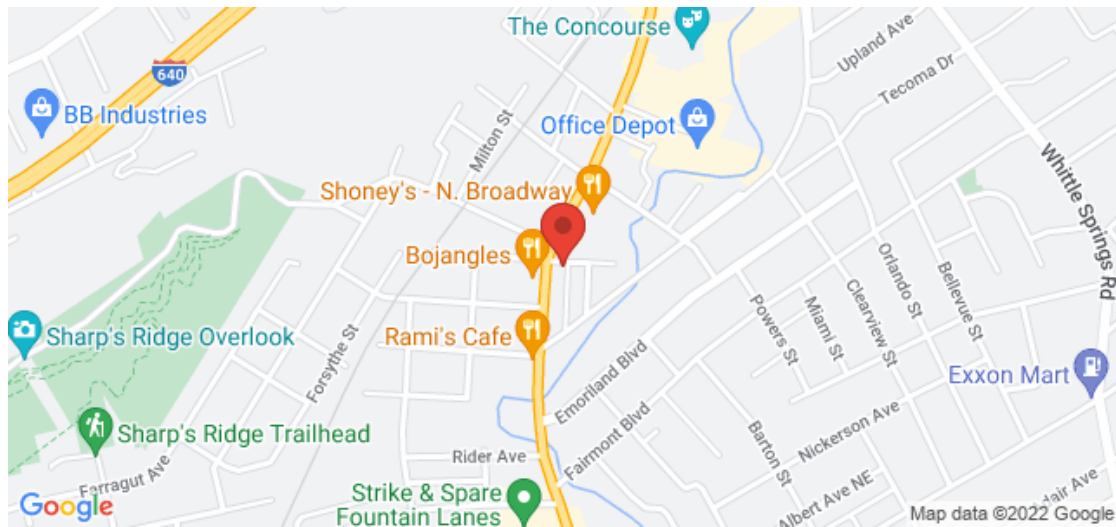 The Concourse
Upland Ave
Tecoma Dr
640
BB Industries
Milton St
Office Depot
Whittle Springs Rd
Shoney's - N. Broadway
Bojangles
Orlando St
Bellevue St
Clearview St
Miami St
Powers St
Sharp's Ridge Overlook
Forsythe St
Rami's Cafe
Emoriland Blvd
Exxon Mart
Fairmont Blvd
Nickerson Ave
Barton St
Sharp's Ridge Trailhead
Rider Ave
Farragut Ave
Albert Ave NE
Strike & Spare
Fountain Lanes
Google
Map data ©2022 Google